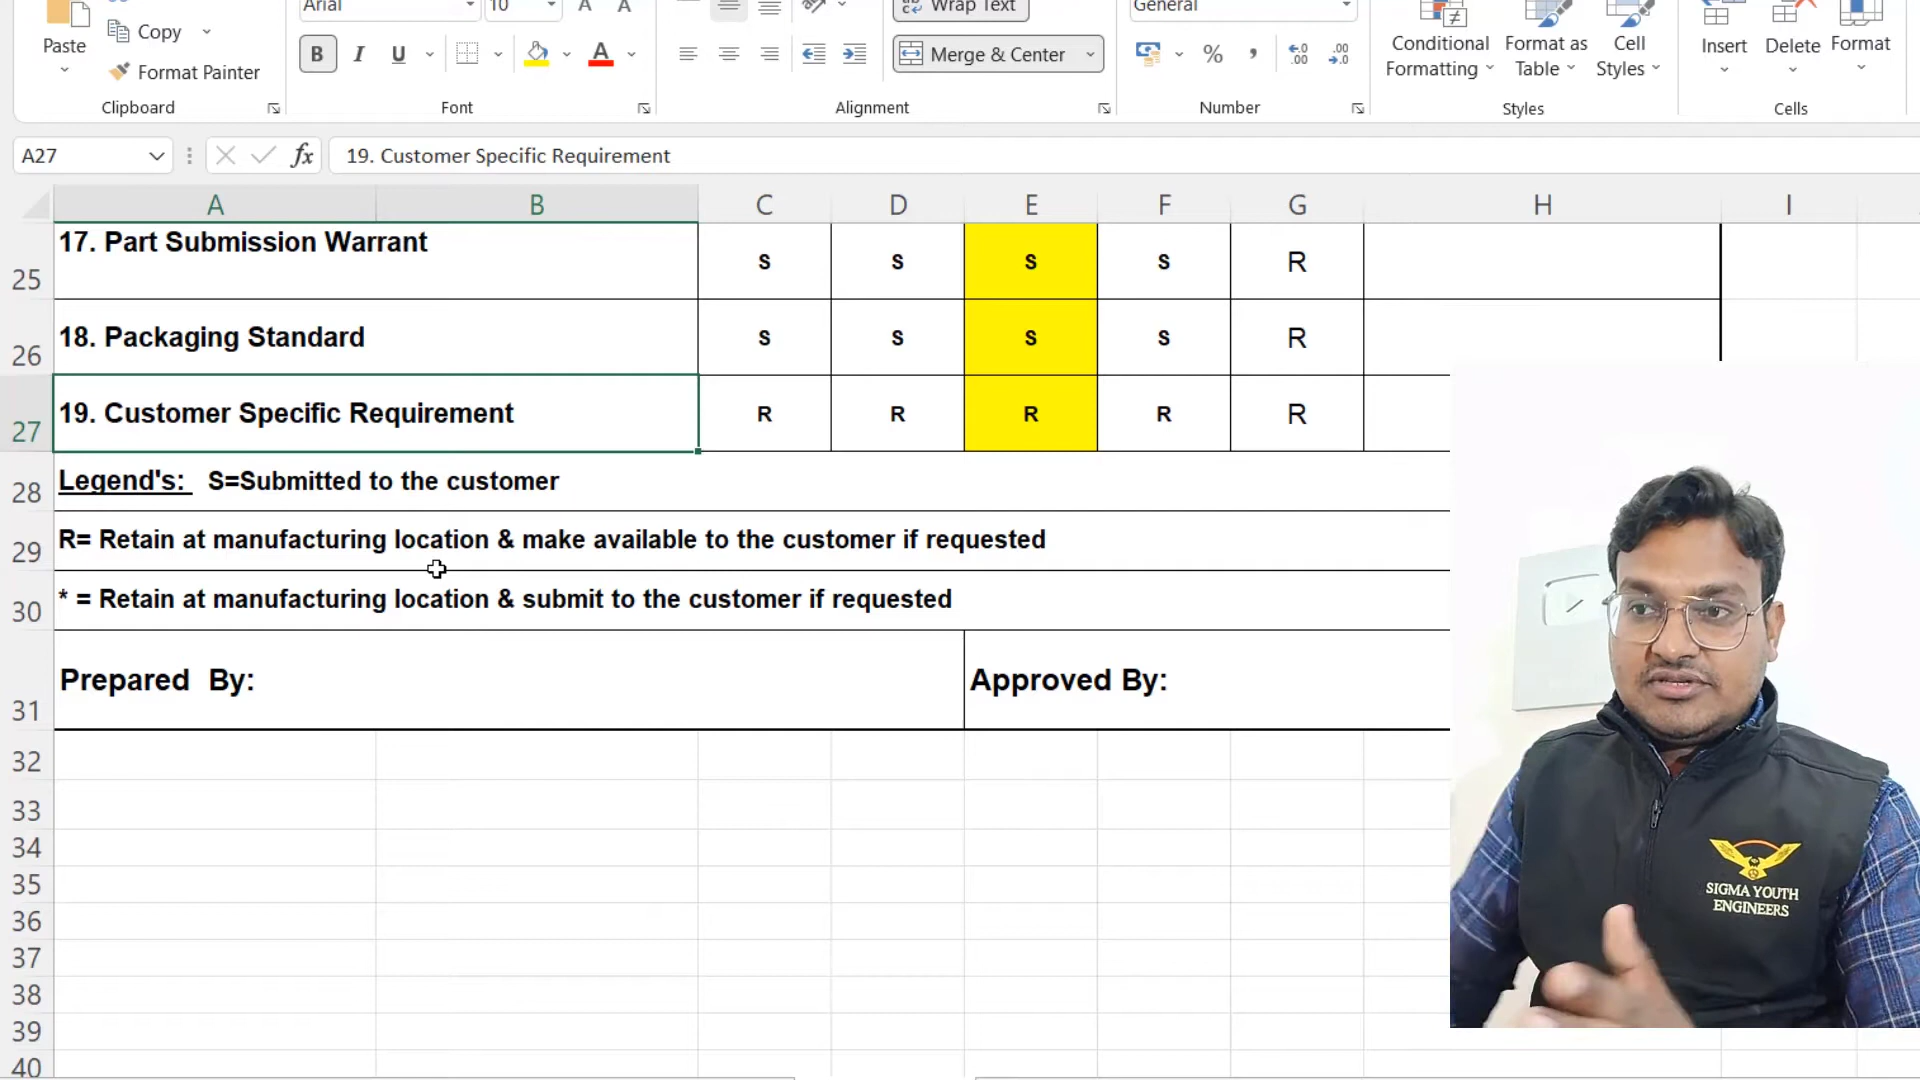 Arial 10 Wrap Text General
Paste Copy B I U Merge & Center % , .00 .00 Conditional Formatting Format as Table Cell Styles Insert Delete Format
Format Painter
Clipboard Font Alignment Number Styles Cells
A27 fx 19. Customer Specific Requirement
A B C D E F G H I
25 17. Part Submission Warrant S S S S R
26 18. Packaging Standard S S S S R
27 19. Customer Specific Requirement R R R R R
28 Legend's: S=Submitted to the customer
29 R= Retain at manufacturing location & make available to the customer if requested
30 * = Retain at manufacturing location & submit to the customer if requested
31 Prepared By: Approved By:
32
33
34
35
36
37
38
39
40
SIGMA YOUTH
ENGINEERS